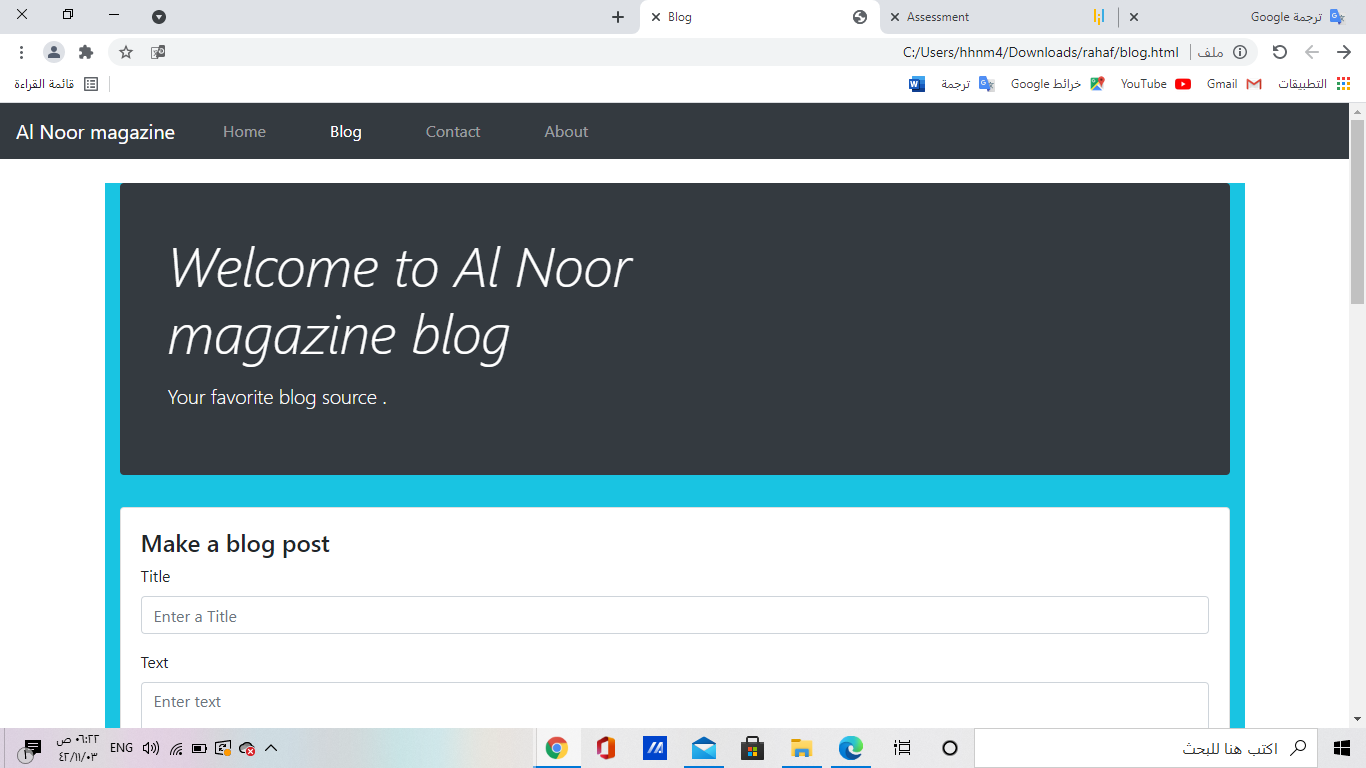 Blog
Assessment
ترجمة Google
C:/Users/hhnm4/Downloads/rahaf/blog.html
ملف
قائمة القراءة
ترجمة
خرائط Google
YouTube
Gmail
التطبيقات
Al Noor magazine
Home
Blog
Contact
About
Welcome to Al Noor
magazine blog
Your favorite blog source .
Make a blog post
Title
Enter a Title
Text
Enter text
٠٦:٢٢ ص
٤٢/١١/٠٣
ENG
اكتب هنا للبحث